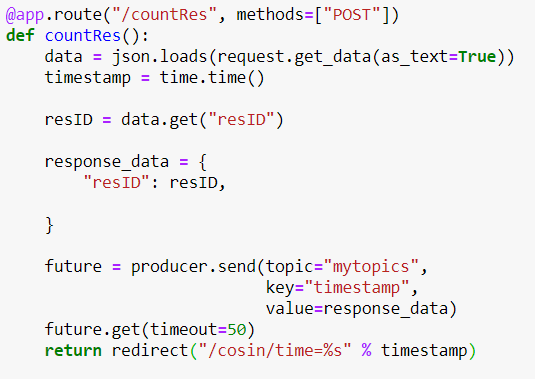 @app.route("/countRes", methods=["POST"])
def countRes():
    data = json.loads(request.get_data(as_text=True))
    timestamp = time.time()
    resID = data.get("resID")
    response_data = {
        "resID": resID,
    }
    future = producer.send(topic="mytopics",
                           key="timestamp",
                           value=response_data)
    future.get(timeout=50)
    return redirect("/cosin/time=%s" % timestamp)